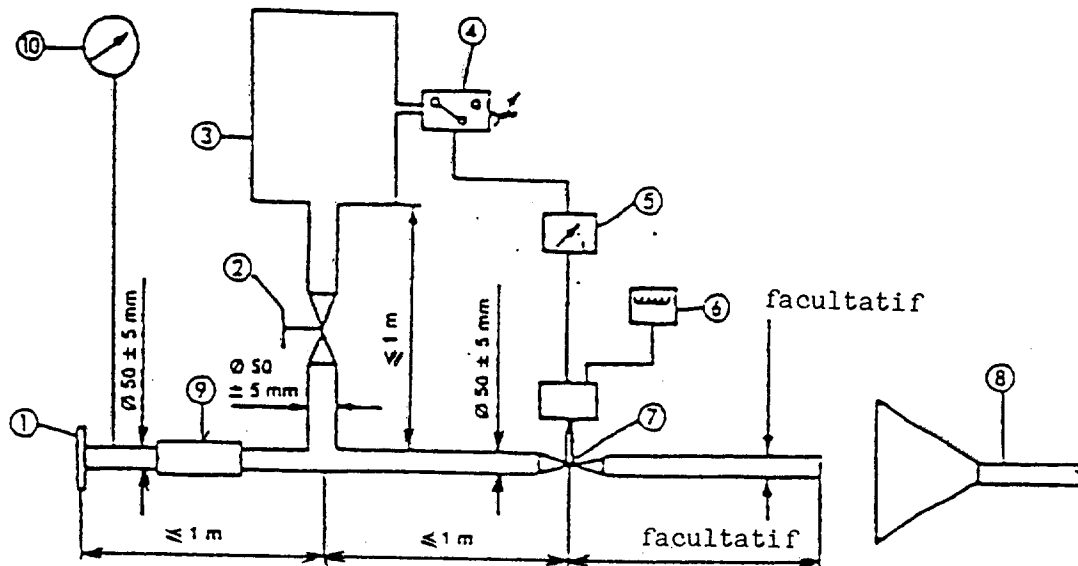 10
4
3
5
2
6
facultatif
Ø 50 ± 5 mm
Ø 50
± 5 mm
≤ 1 m
Ø 50 ± 5 mm
9
8
1
7
≤ 1 m
≤ 1 m
facultatif